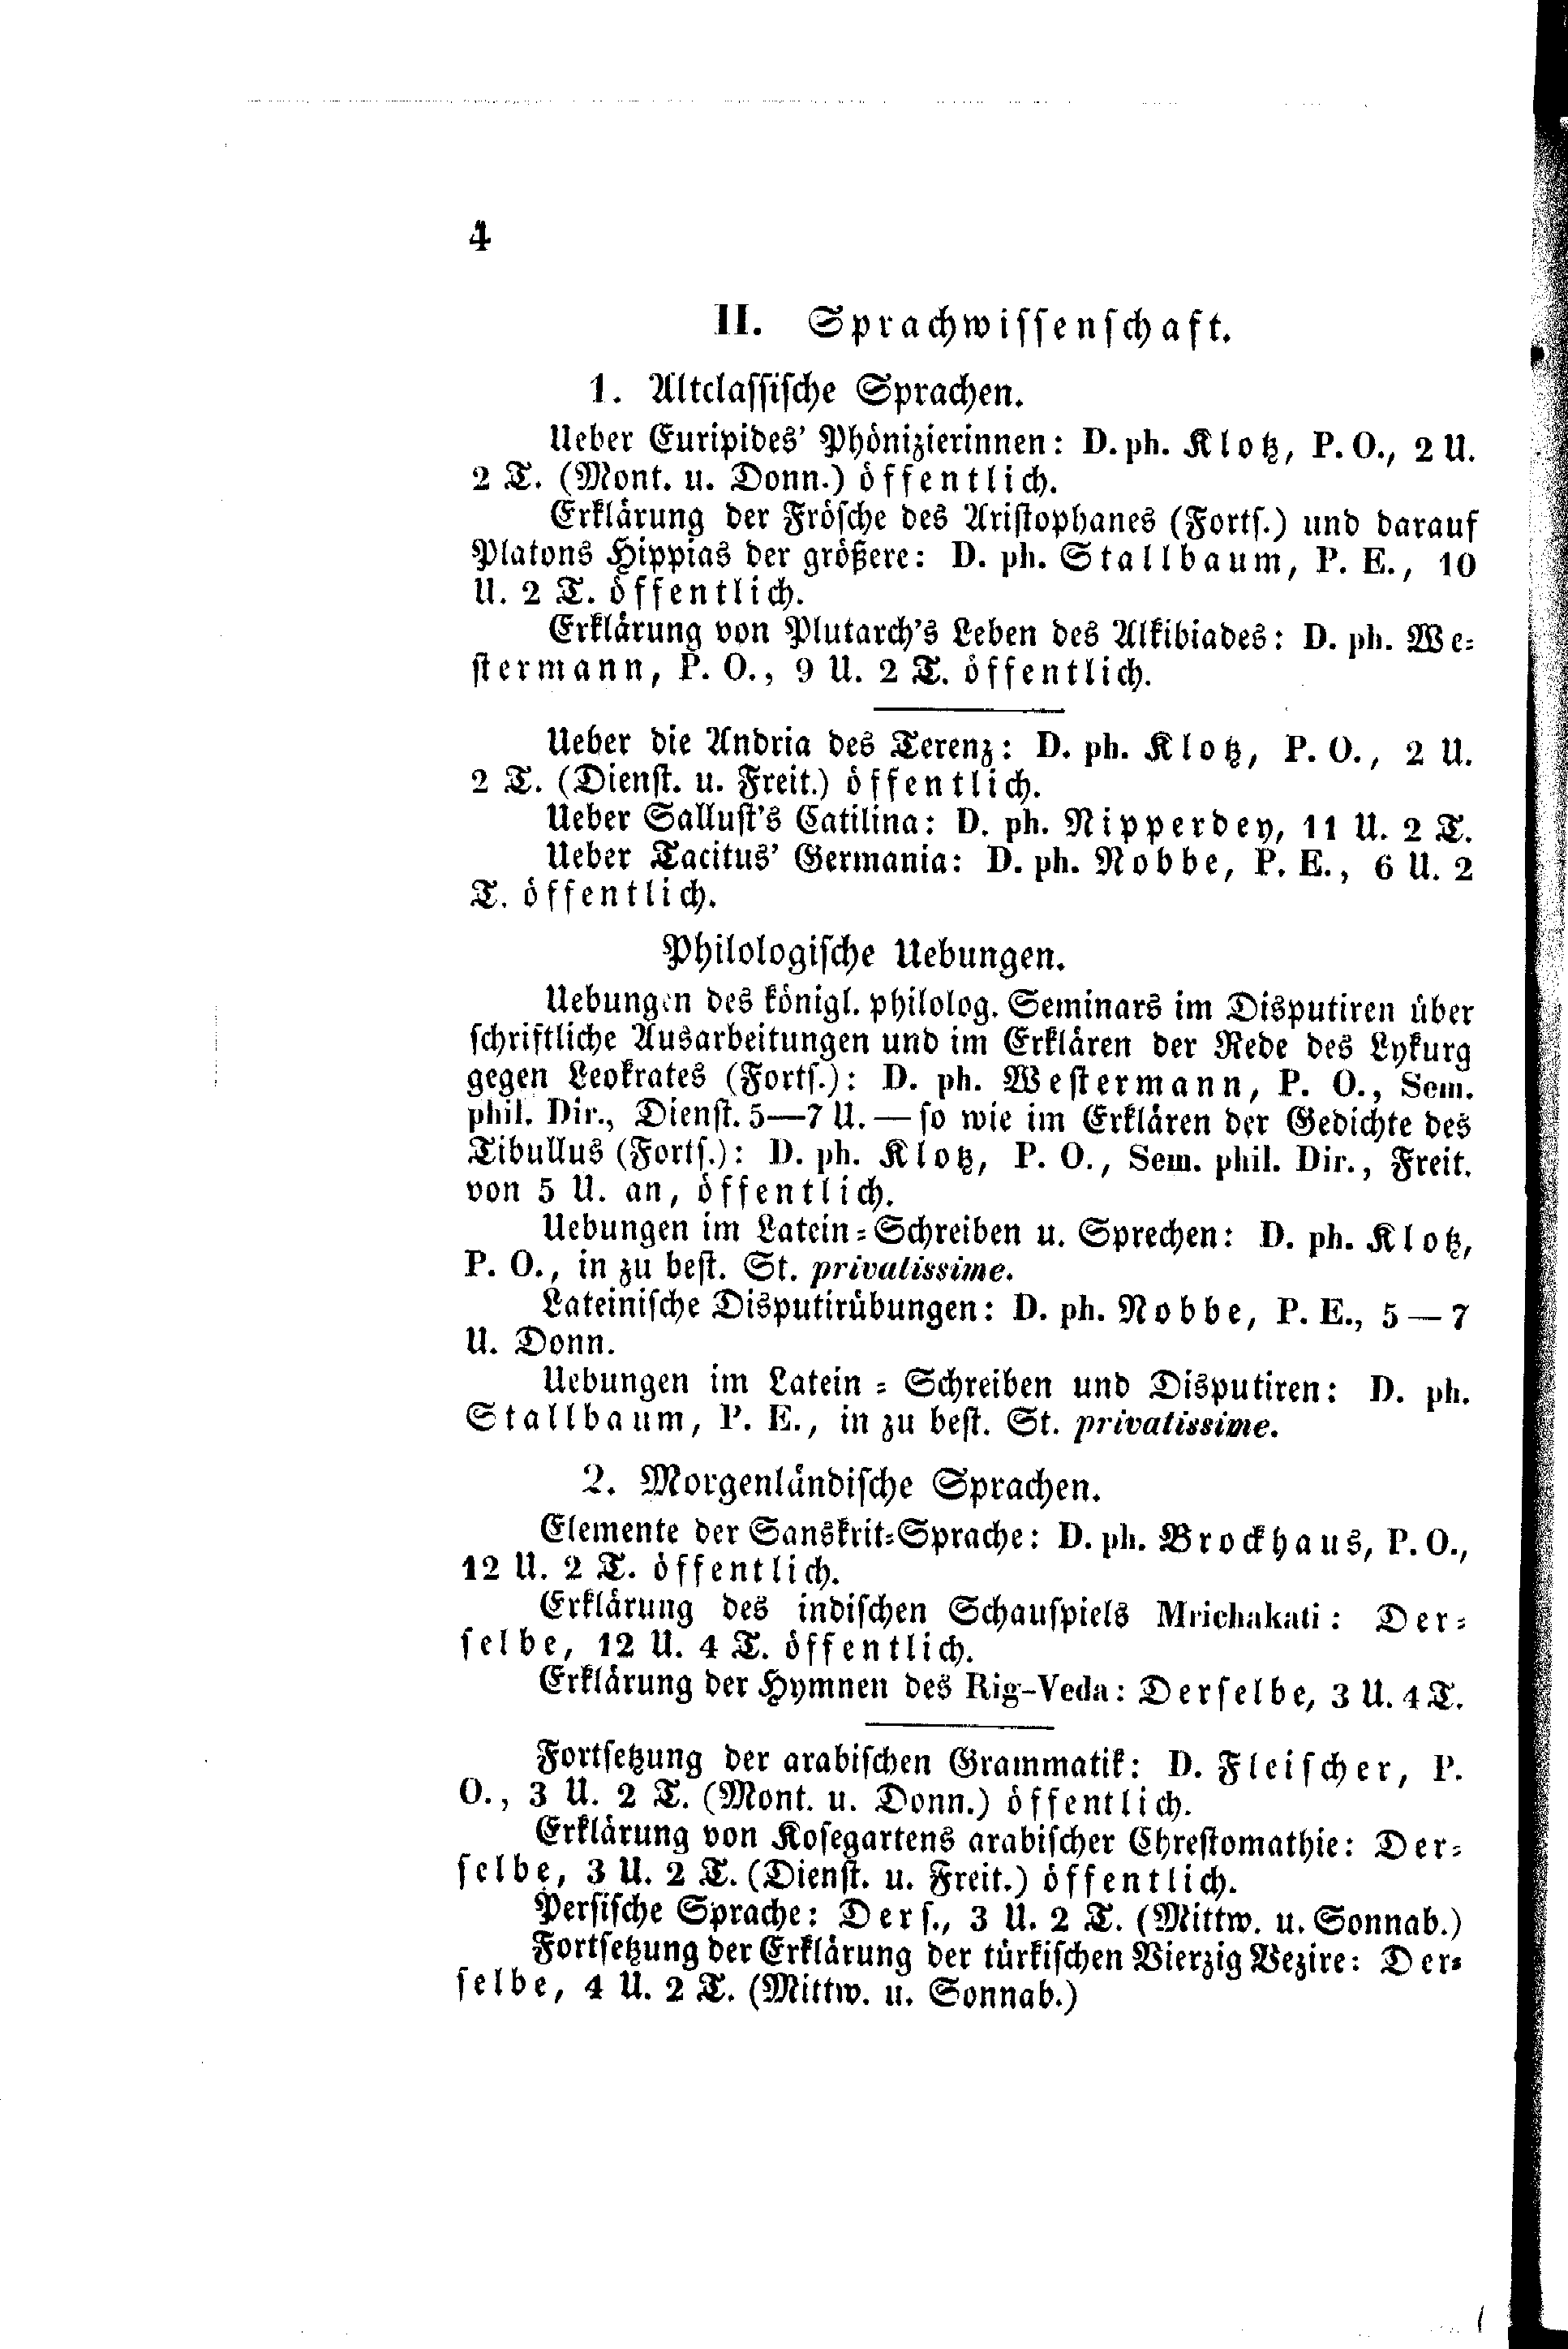 4
II. Sprachwissenschaft.
1. Altclassische Sprachen.
Ueber Euripides' Phönizierinnen: D. ph. Klotz, P. O., 2 U.
2 T. (Mont. u. Donn.) öffentlich.
Erklärung der Frösche des Aristophanes (Forts.) und darauf
Platons Hippias der größere: D. ph. Stallbaum, P. E., 10
U. 2 T. öffentlich.
Erklärung von Plutarch's Leben des Alkibiades: D. ph. We-
stermann, P. O., 9 U. 2 T. öffentlich.
Ueber die Andria des Terenz: D. ph. Klotz, P. O., 2 U.
2 T. (Dienst. u. Freit.) öffentlich.
Ueber Sallust's Catilina: D. ph. Nipperdey, 11 U. 2 T.
Ueber Tacitus' Germania: D. ph. Nobbe, P. E., 6 U. 2
T. öffentlich.
Philologische Uebungen.
Uebungen des königl. philolog. Seminars im Disputiren über
schriftliche Ausarbeitungen und im Erklären der Rede des Lykurg
gegen Leokrates (Forts.): D. ph. Westermann, P. O., Sem.
phil. Dir., Dienst. 5—7 U. — so wie im Erklären der Gedichte des
Tibullus (Forts.): D. ph. Klotz, P. O., Sem. phil. Dir., Freit.
von 5 U. an, öffentlich.
Uebungen im Latein-Schreiben u. Sprechen: D. ph. Klotz,
P. O., in zu best. St. privatissime.
Lateinische Disputirübungen: D. ph. Nobbe, P. E., 5 — 7
U. Donn.
Uebungen im Latein - Schreiben und Disputiren: D. ph.
Stallbaum, P. E., in zu best. St. privatissime.
2. Morgenländische Sprachen.
Elemente der Sanskrit-Sprache: D. ph. Brockhaus, P. O.,
12 U. 2 T. öffentlich.
Erklärung des indischen Schauspiels Mrichakati: Der-
selbe, 12 U. 4 T. öffentlich.
Erklärung der Hymnen des Rig-Veda: Derselbe, 3 U. 4 T.
Fortsetzung der arabischen Grammatik: D. Fleischer, P.
O., 3 U. 2 T. (Mont. u. Donn.) öffentlich.
Erklärung von Kosegartens arabischer Chrestomathie: Der-
selbe, 3 U. 2 T. (Dienst. u. Freit.) öffentlich.
Persische Sprache: Ders., 3 U. 2 T. (Mittw. u. Sonnab.)
Fortsetzung der Erklärung der türkischen Vierzig Vezire: Der-
selbe, 4 U. 2 T. (Mittw. u. Sonnab.)